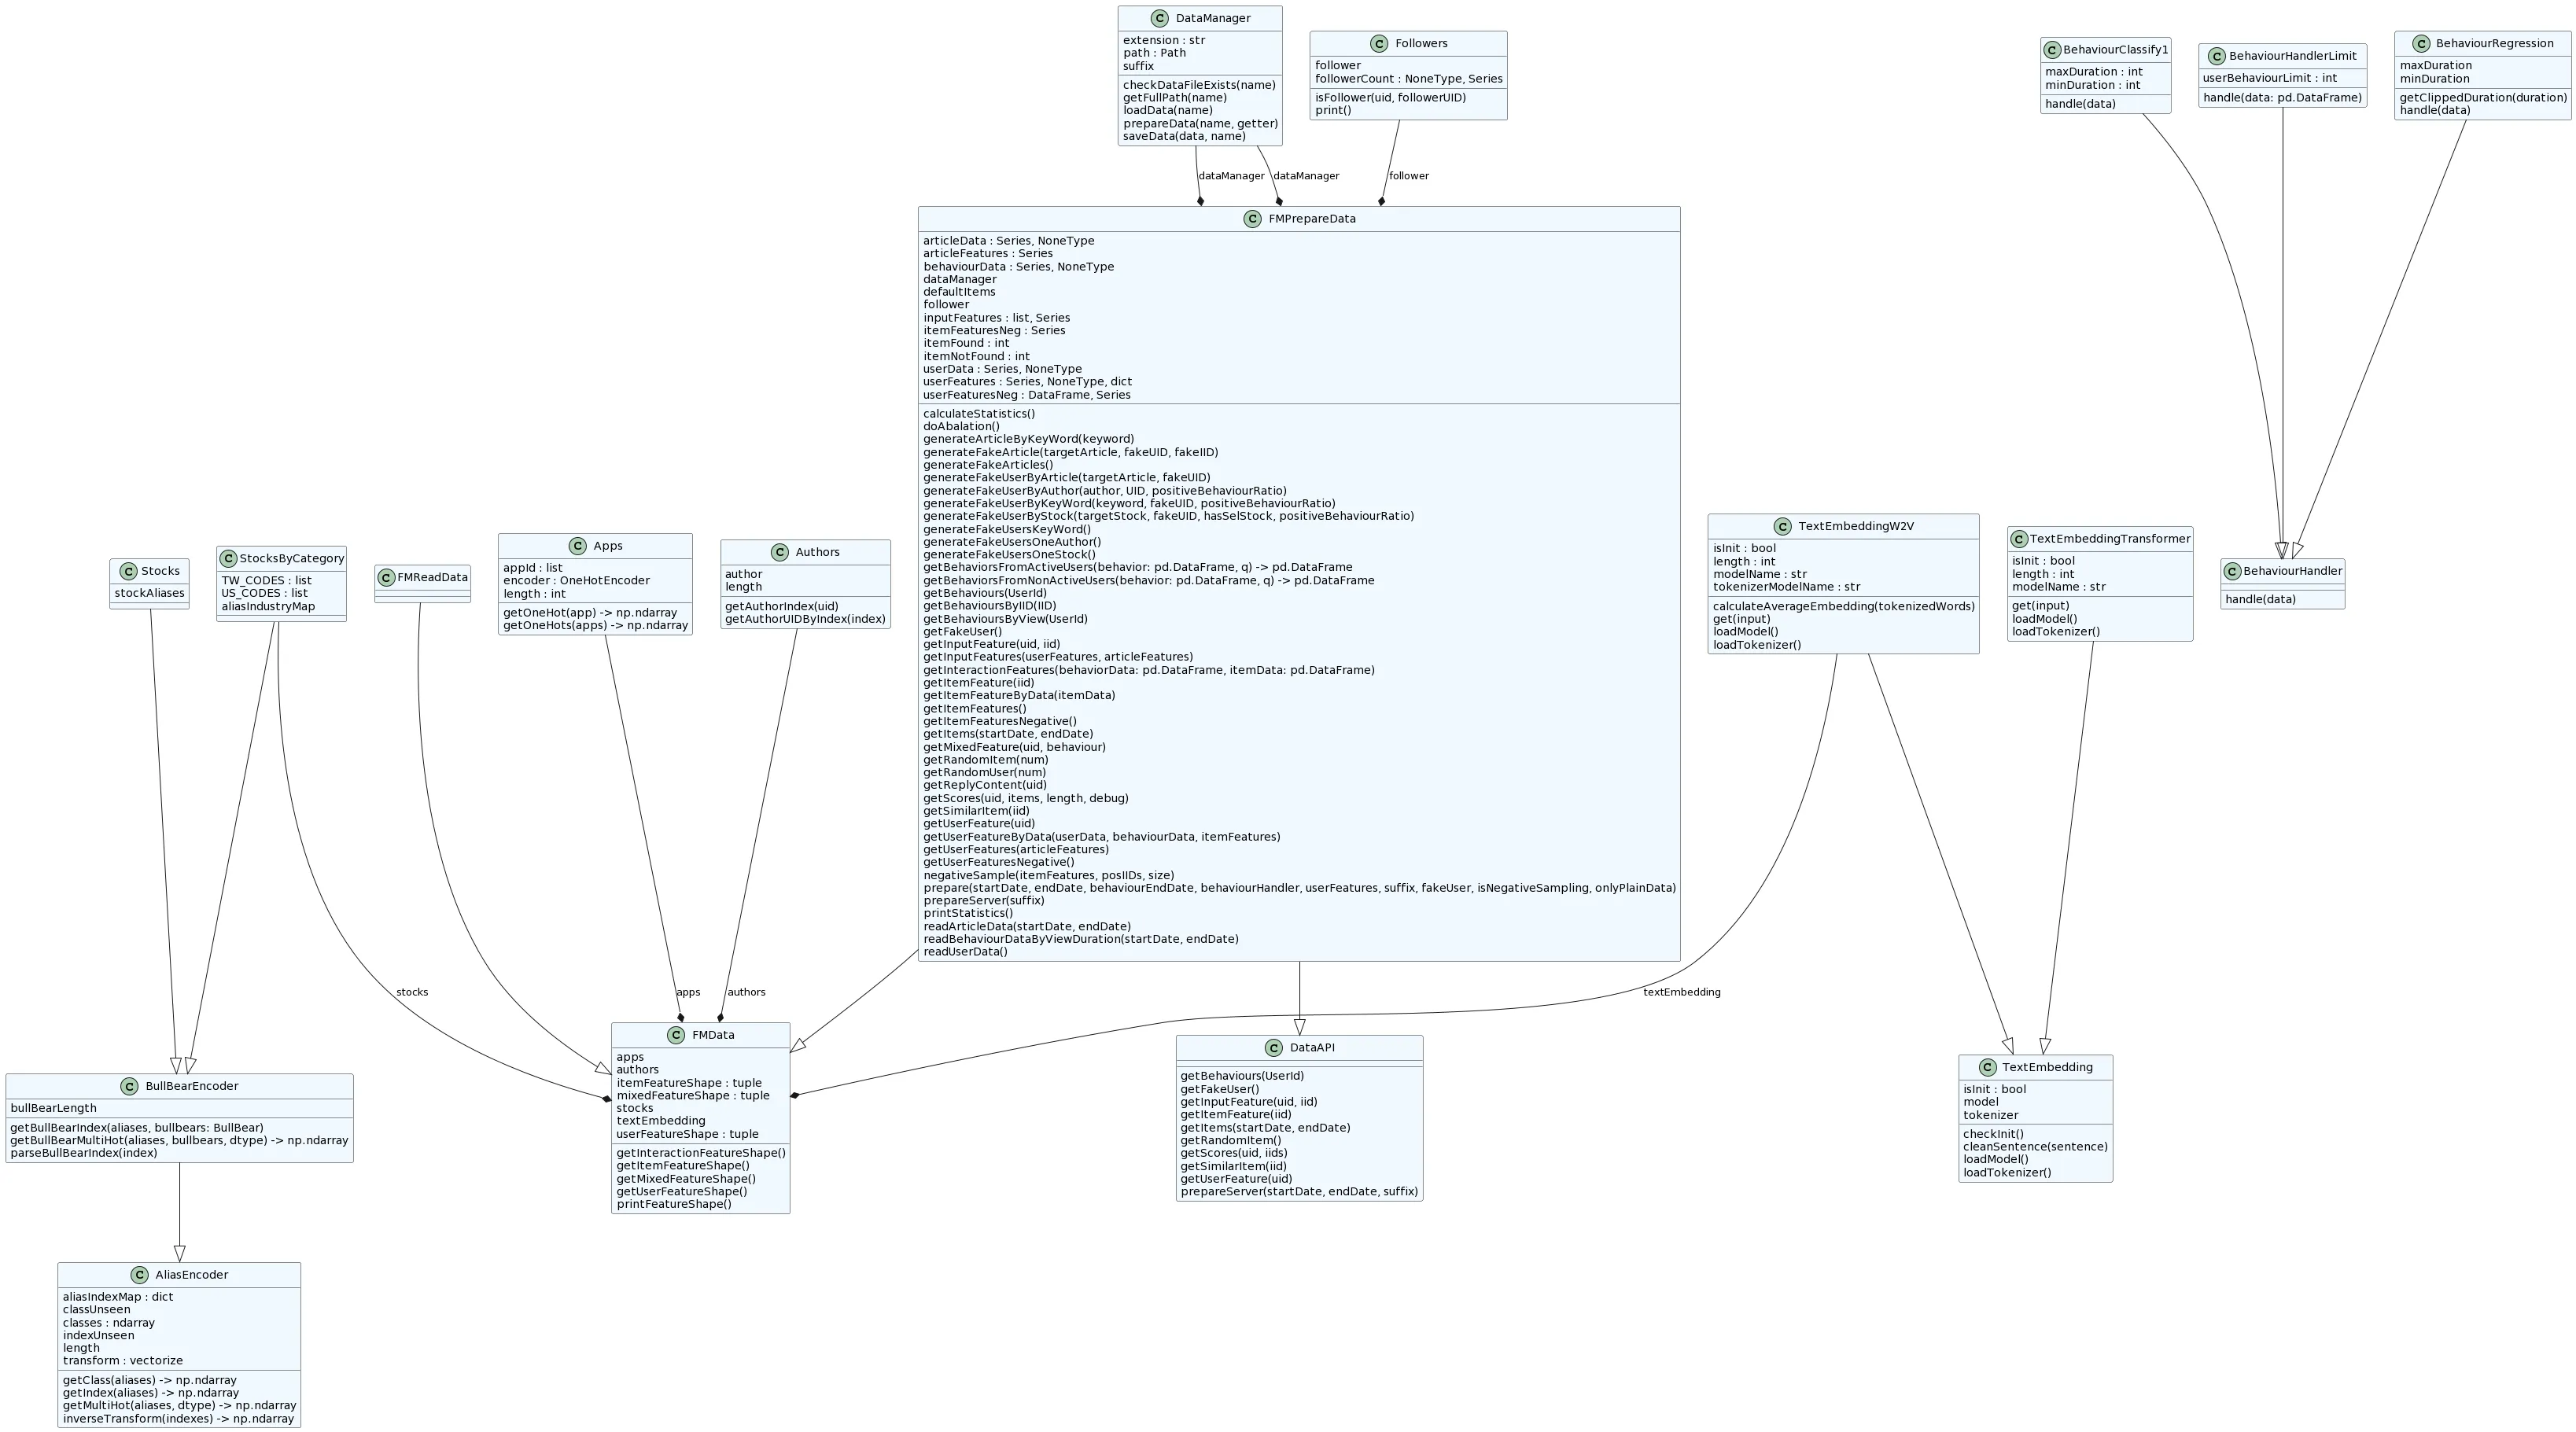 DataManager
extension : str
path : Path
suffix
checkDataFileExists(name)
getFullPath(name)
loadData(name)
prepareData(name, getter)
saveData(data, name)
Followers
follower
followerCount : NoneType, Series
isFollower(uid, followerUID)
print()
BehaviourClassify1
maxDuration : int
minDuration : int
handle(data)
BehaviourHandlerLimit
userBehaviourLimit : int
handle(data: pd.DataFrame)
BehaviourRegression
maxDuration
minDuration
getClippedDuration(duration)
handle(data)
dataManager
dataManager
follower
FMPrepareData
articleData : Series, NoneType
articleFeatures : Series
behaviourData : Series, NoneType
dataManager
defaultItems
follower
inputFeatures : list, Series
itemFeaturesNeg : Series
itemFound : int
itemNotFound : int
userData : Series, NoneType
userFeatures : Series, NoneType, dict
userFeaturesNeg : DataFrame, Series
calculateStatistics()
doAbalation()
generateArticleByKeyWord(keyword)
generateFakeArticle(targetArticle, fakeUID, fakeIID)
generateFakeArticles()
generateFakeUserByArticle(targetArticle, fakeUID)
generateFakeUserByAuthor(author, UID, positiveBehaviourRatio)
generateFakeUserByKeyWord(keyword, fakeUID, positiveBehaviourRatio)
generateFakeUserByStock(targetStock, fakeUID, hasSelStock, positiveBehaviourRatio)
generateFakeUsersKeyWord()
generateFakeUsersOneAuthor()
generateFakeUsersOneStock()
getBehaviorsFromActiveUsers(behavior: pd.DataFrame, q) -> pd.DataFrame
getBehaviorsFromNonActiveUsers(behavior: pd.DataFrame, q) -> pd.DataFrame
getBehaviours(UserId)
getBehavioursByIID(IID)
getBehavioursByView(UserId)
getFakeUser()
getInputFeature(uid, iid)
getInputFeatures(userFeatures, articleFeatures)
getInteractionFeatures(behaviorData: pd.DataFrame, itemData: pd.DataFrame)
getItemFeature(iid)
getItemFeatureByData(itemData)
getItemFeatures()
getItemFeaturesNegative()
getItems(startDate, endDate)
getMixedFeature(uid, behaviour)
getRandomItem(num)
getRandomUser(num)
getReplyContent(uid)
getScores(uid, items, length, debug)
getSimilarItem(iid)
getUserFeature(uid)
getUserFeatureByData(userData, behaviourData, itemFeatures)
getUserFeatures(articleFeatures)
getUserFeaturesNegative()
negativeSample(itemFeatures, posIIDs, size)
prepare(startDate, endDate, behaviourEndDate, behaviourHandler, userFeatures, suffix, fakeUser, isNegativeSampling, onlyPlainData)
prepareServer(suffix)
printStatistics()
readArticleData(startDate, endDate)
readBehaviourDataByViewDuration(startDate, endDate)
readUserData()
Stocks
stockAliases
StocksByCategory
TW_CODES : list
US_CODES : list
aliasIndustryMap
FMReadData
Apps
appId : list
encoder : OneHotEncoder
length : int
getOneHot(app) -> np.ndarray
getOneHots(apps) -> np.ndarray
Authors
author
length
getAuthorIndex(uid)
getAuthorUIDByIndex(index)
TextEmbeddingW2V
isInit : bool
length : int
modelName : str
tokenizerModelName : str
calculateAverageEmbedding(tokenizedWords)
get(input)
loadModel()
loadTokenizer()
TextEmbeddingTransformer
isInit : bool
length : int
modelName : str
get(input)
loadModel()
loadTokenizer()
BehaviourHandler
handle(data)
stocks
apps
authors
textEmbedding
BullBearEncoder
bullBearLength
getBullBearIndex(aliases, bullbears: BullBear)
getBullBearMultiHot(aliases, bullbears, dtype) -> np.ndarray
parseBullBearIndex(index)
FMData
apps
authors
itemFeatureShape : tuple
mixedFeatureShape : tuple
stocks
textEmbedding
userFeatureShape : tuple
getInteractionFeatureShape()
getItemFeatureShape()
getMixedFeatureShape()
getUserFeatureShape()
printFeatureShape()
DataAPI
getBehaviours(UserId)
getFakeUser()
getInputFeature(uid, iid)
getItemFeature(iid)
getItems(startDate, endDate)
getRandomItem()
getScores(uid, iids)
getSimilarItem(iid)
getUserFeature(uid)
prepareServer(startDate, endDate, suffix)
TextEmbedding
isInit : bool
model
tokenizer
checkInit()
cleanSentence(sentence)
loadModel()
loadTokenizer()
AliasEncoder
aliasIndexMap : dict
classUnseen
classes : ndarray
indexUnseen
length
transform : vectorize
getClass(aliases) -> np.ndarray
getIndex(aliases) -> np.ndarray
getMultiHot(aliases, dtype) -> np.ndarray
inverseTransform(indexes) -> np.ndarray